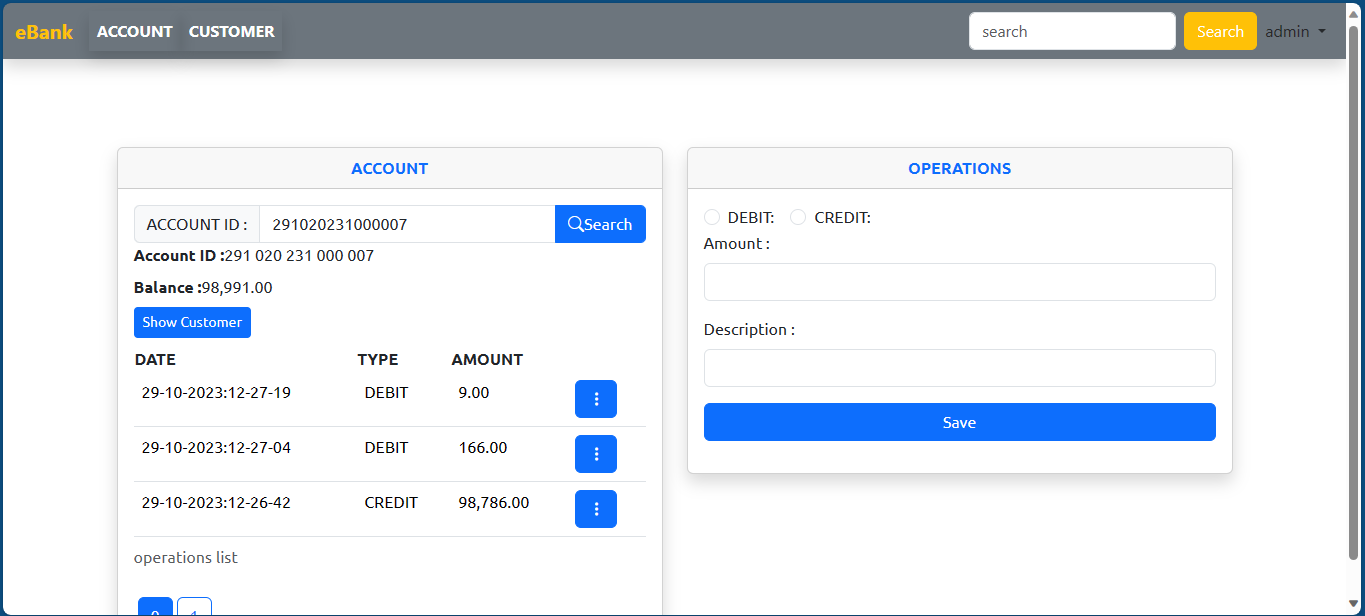 eBank ACCOUNT CUSTOMER search Search admin
ACCOUNT
ACCOUNT ID : 291020231000007 Search
Account ID :291 020 231 000 007
Balance :98,991.00
Show Customer
DATE TYPE AMOUNT
29-10-2023:12-27-19 DEBIT 9.00
29-10-2023:12-27-04 DEBIT 166.00
29-10-2023:12-26-42 CREDIT 98,786.00
operations list
0 1
OPERATIONS
DEBIT: CREDIT:
Amount :
Description :
Save